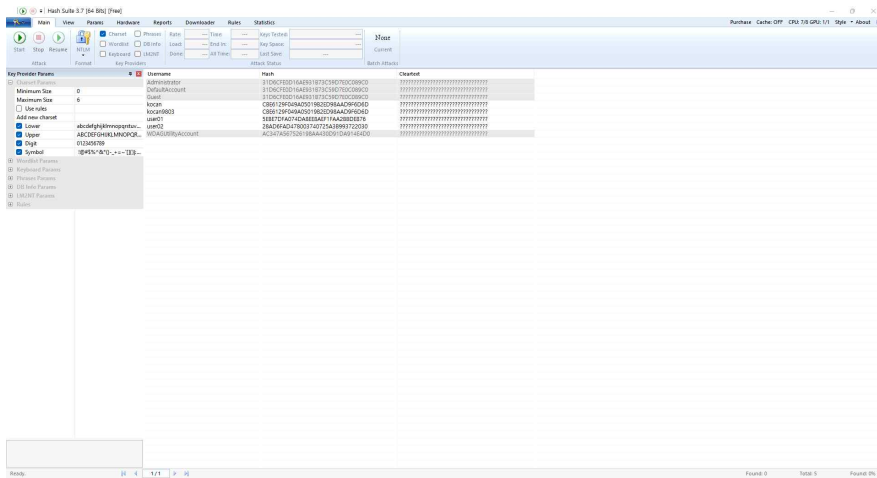 Hash Suite 3.7 [64 Bits] [Free]
Main View Params Hardware Reports Downloader Rules Statistics
Purchase Cache: OFF CPU: 7/8 GPU: 1/1 Style About
Start Stop Resume
NTLM
Charset Phrases
Wordlist DB Info
Keyboard LM2NT
Rate: --- Time: --- Keys Tested: ---
Load: --- End In: --- Key Space: ---
Done: --- All Time: --- Last Save: ---
None
Current
Attack Format Key Providers Attack Status Batch Attacks
Key Provider Params
Charset Params
Minimum Size 0
Maximum Size 6
Use rules
Add new charset
Lower abcdefghijklmnopqrstuv...
Upper ABCDEFGHIJKLMNOPQR...
Digit 0123456789
Symbol
Wordlist Params
Keyboard Params
Phrases Params
DB Info Params
LM2NT Params
Rules
Username Hash Cleartext
Administrator 31D6CFE0D16AE931B73C59D7E0C089C0 ????????????????????????????????
DefaultAccount 31D6CFE0D16AE931B73C59D7E0C089C0 ????????????????????????????????
Guest 31D6CFE0D16AE931B73C59D7E0C089C0 ????????????????????????????????
kocan ????????????????????????????????
kocan9803 ????????????????????????????????
user01 ????????????????????????????????
user02 ????????????????????????????????
WDAGUtilityAccount ????????????????????????????????
Ready. 1 / 1 Found: 0 Total: 5 Found: 0%